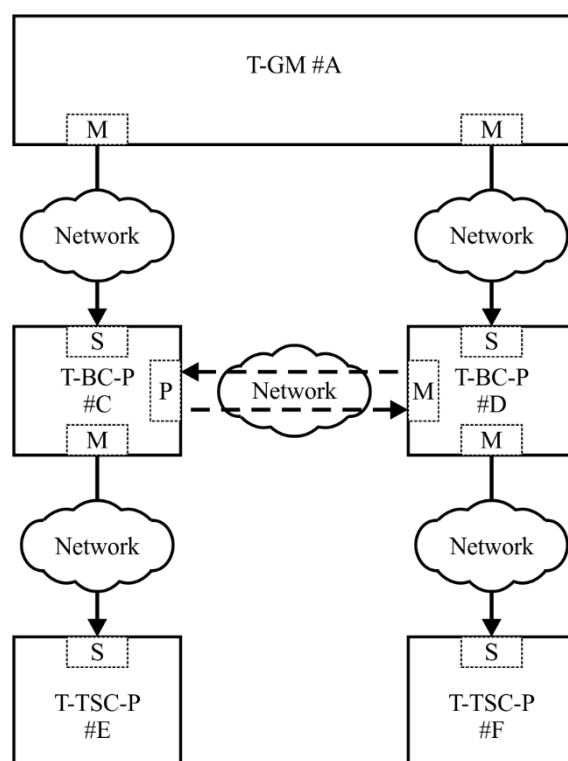 T-GM #A
M
M
Network
Network
S
T-BC-P
#C
P
M
Network
S
T-BC-P
#D
M
M
Network
Network
S
T-TSC-P
#E
S
T-TSC-P
#F